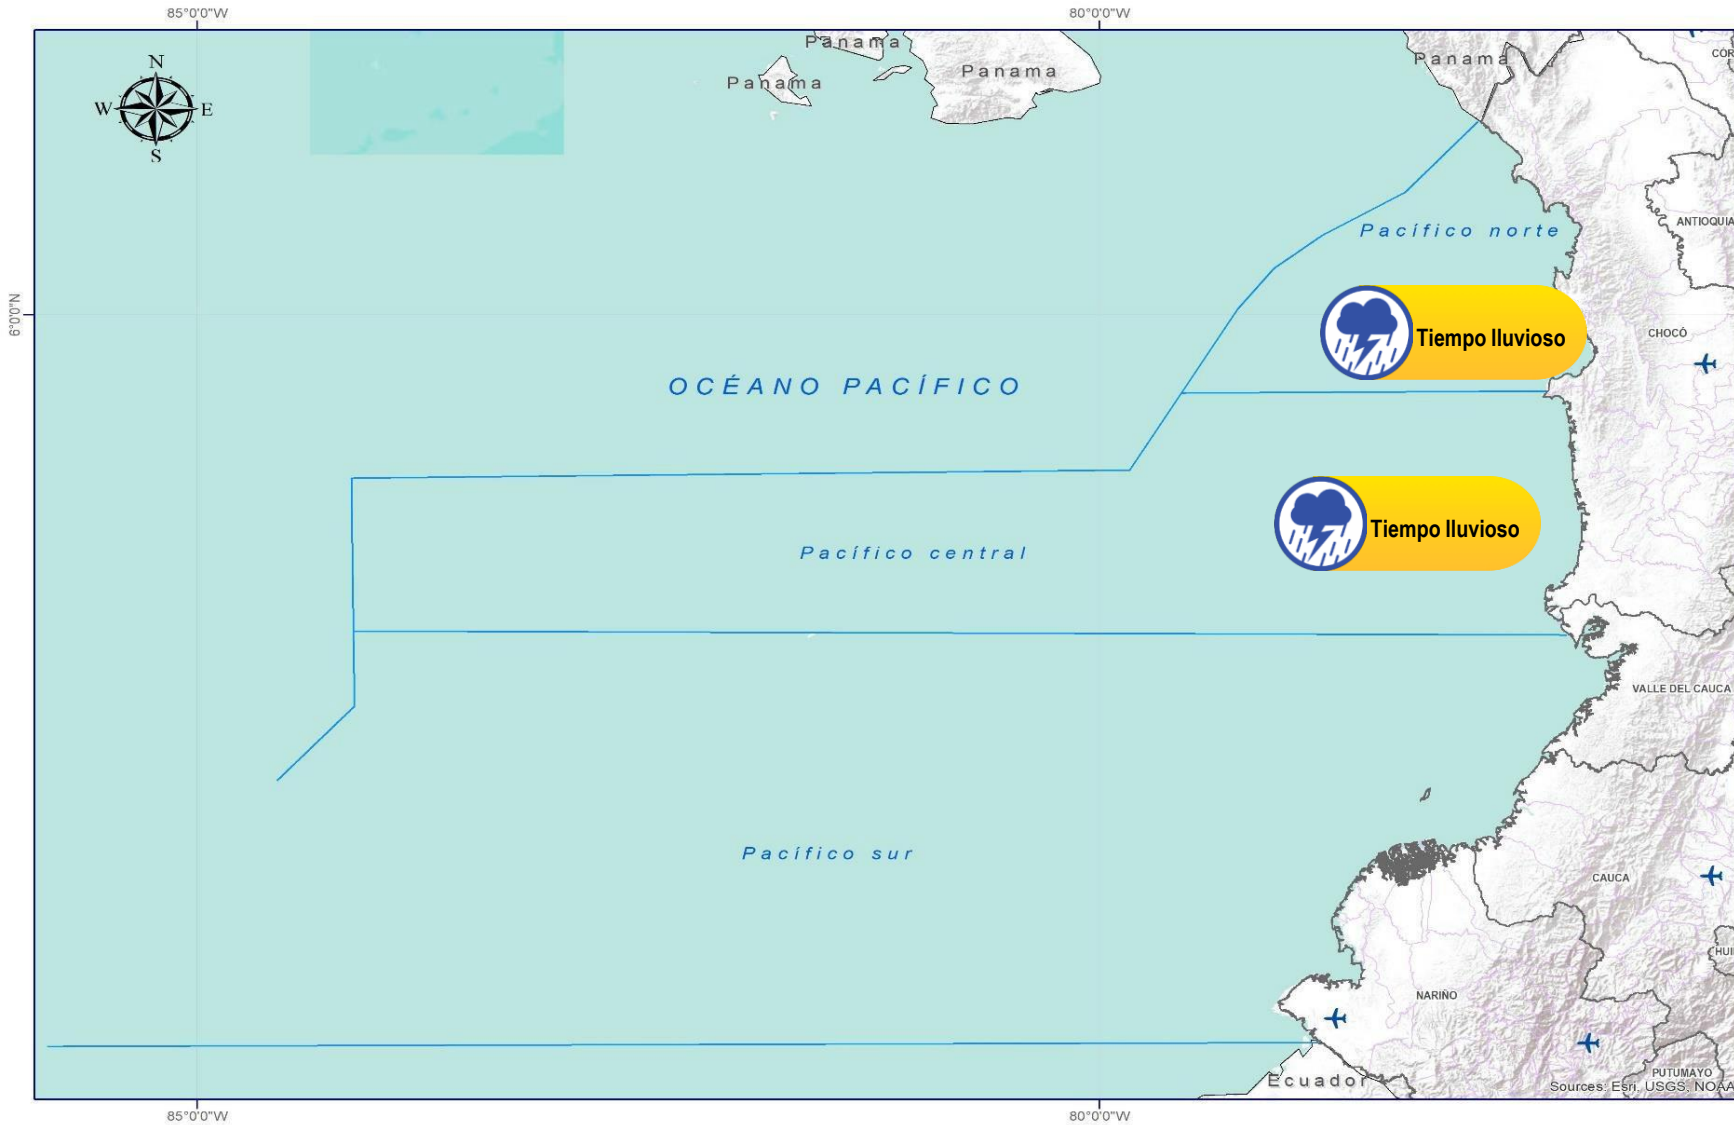 85°0'0"W
80°0'0"W
Panama
Panama
Panama
Panama
N
W
E
S
COR
ANTIOQUIA
Pacífico norte
6°0'0"N
Tiempo lluvioso
CHOCÓ
OCÉANO PACÍFICO
Tiempo lluvioso
Pacífico central
VALLE DEL CAUCA
Pacífico sur
CAUCA
HUI
NARIÑO
PUTUMAYO
Ecuador
Sources: Esri, USGS, NOAA
85°0'0"W
80°0'0"W